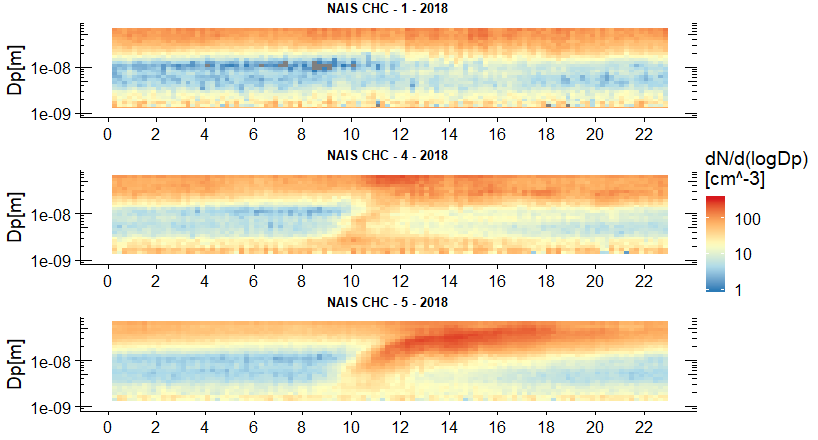 NAIS CHC - 1 - 2018
Dp[m]
1e-08
1e-09
0 2 4 6 8 10 12 14 16 18 20 22
NAIS CHC - 4 - 2018
Dp[m]
1e-08
1e-09
0 2 4 6 8 10 12 14 16 18 20 22
dN/d(logDp)
[cm^-3]
100
10
1
NAIS CHC - 5 - 2018
Dp[m]
1e-08
1e-09
0 2 4 6 8 10 12 14 16 18 20 22